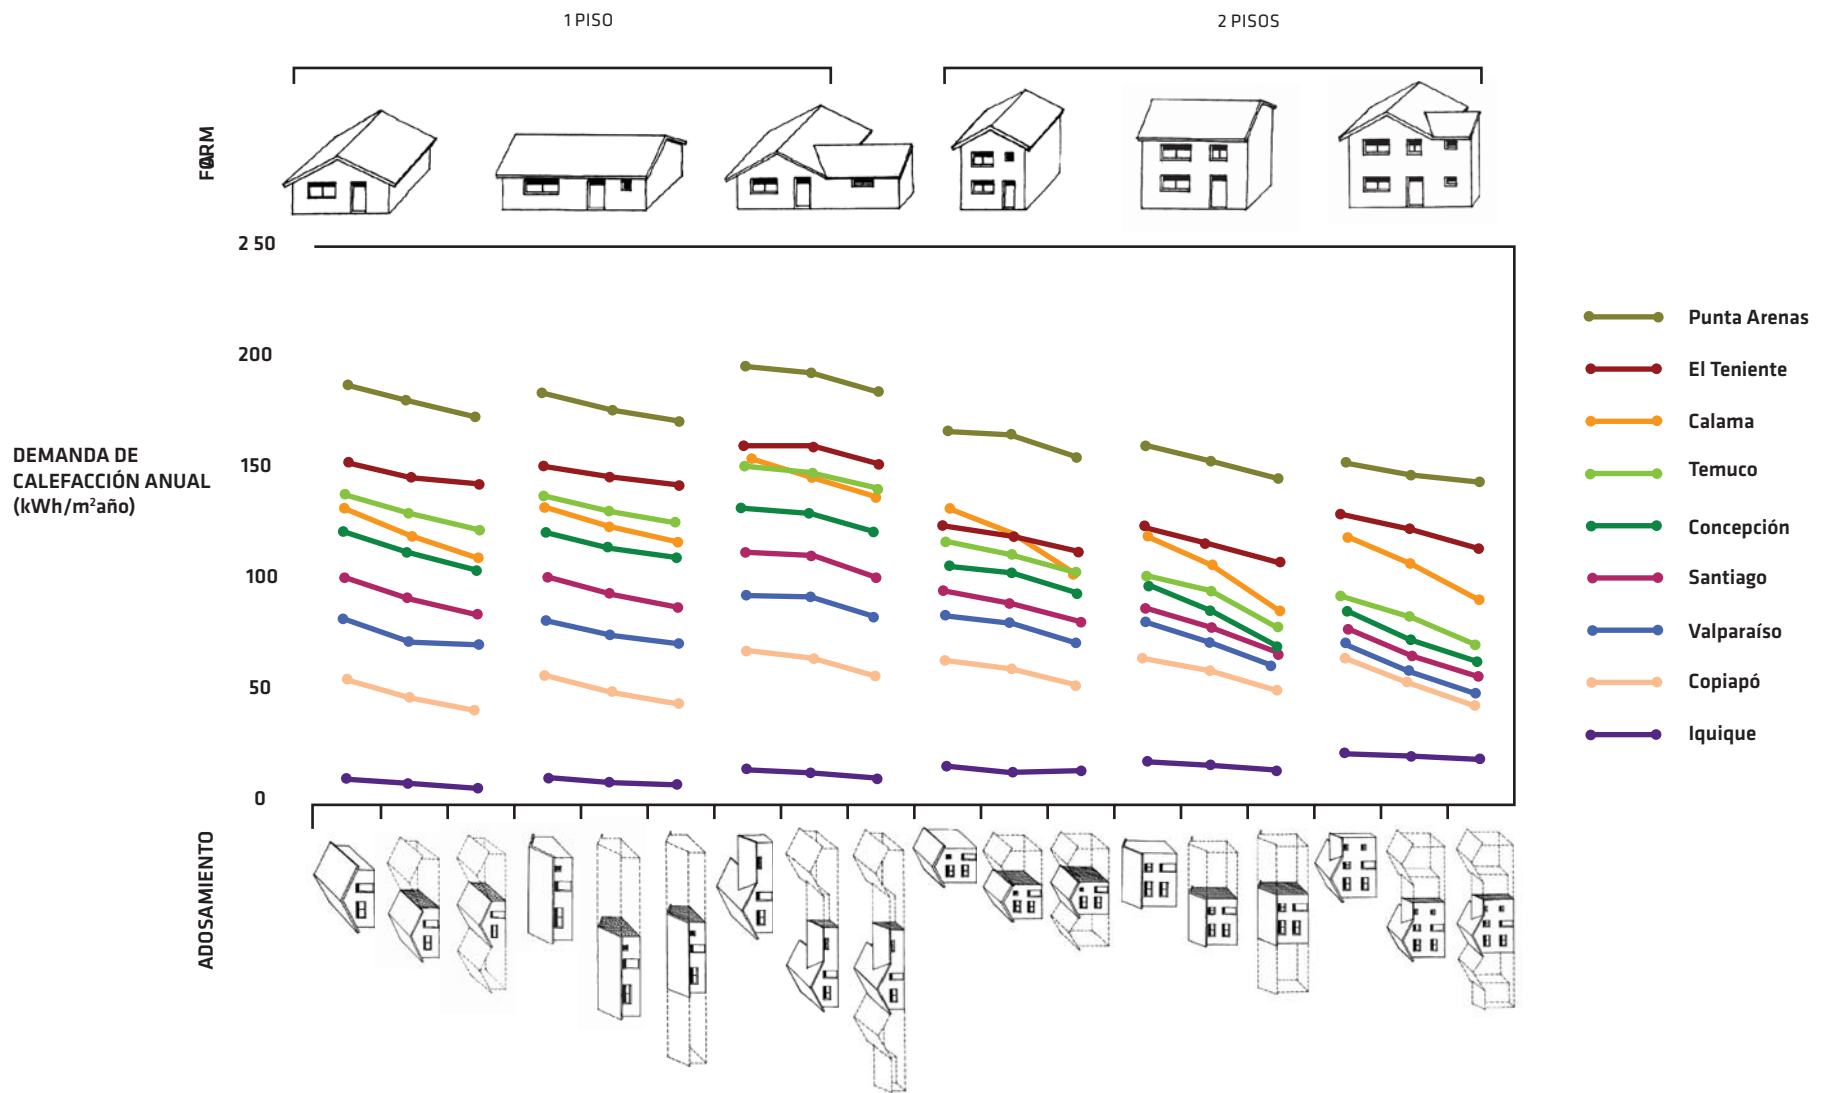 1 PISO
2 PISOS
FORMA
2 50
200
150
100
50
0
DEMANDA DE
CALEFACCIÓN ANUAL
(kWh/m²año)
Punta Arenas
El Teniente
Calama
Temuco
Concepción
Santiago
Valparaíso
Copiapó
Iquique
ADOSAMIENTO